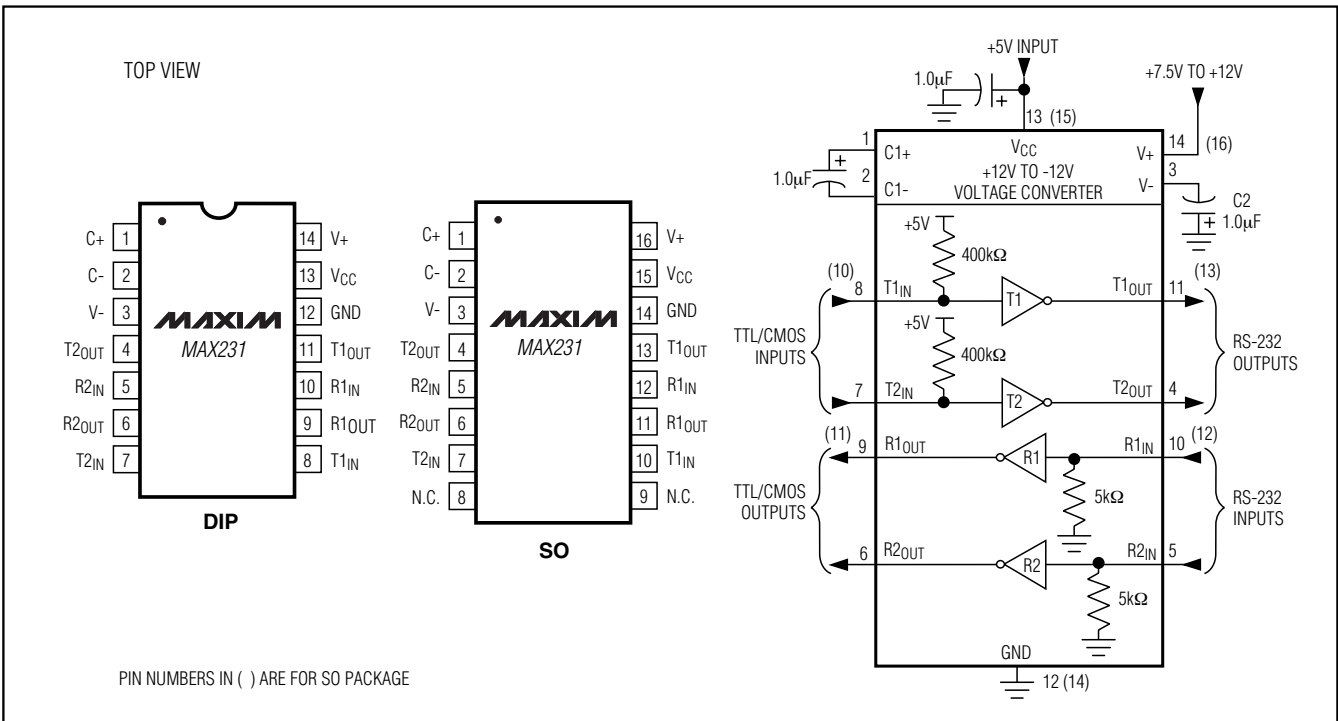 TOP VIEW
C+ 1
C- 2
V- 3
T2OUT 4
R2IN 5
R2OUT 6
T2IN 7
14 V+
13 VCC
12 GND
11 T1OUT
10 R1IN
9 R1OUT
8 T1IN
MAXIM
MAX231
DIP
C+ 1
C- 2
V- 3
T2OUT 4
R2IN 5
R2OUT 6
T2IN 7
N.C. 8
16 V+
15 VCC
14 GND
13 T1OUT
12 R1IN
11 R1OUT
10 T1IN
9 N.C.
MAXIM
MAX231
SO
PIN NUMBERS IN ( ) ARE FOR SO PACKAGE
+5V INPUT
1.0µF
+
+7.5V TO +12V
13 (15)
1 C1+
VCC
V+ 14 (16)
1.0µF
+
2 C1-
+12V TO -12V
VOLTAGE CONVERTER
V- 3
C2
+ 1.0µF
+5V
400kΩ
(10)
8 T1IN
T1
T1OUT 11
(13)
+5V
400kΩ
TTL/CMOS
INPUTS
RS-232
OUTPUTS
7 T2IN
T2
T2OUT 4
(11)
9 R1OUT
R1
R1IN 10
(12)
5kΩ
TTL/CMOS
OUTPUTS
RS-232
INPUTS
6 R2OUT
R2
R2IN 5
5kΩ
GND
12 (14)